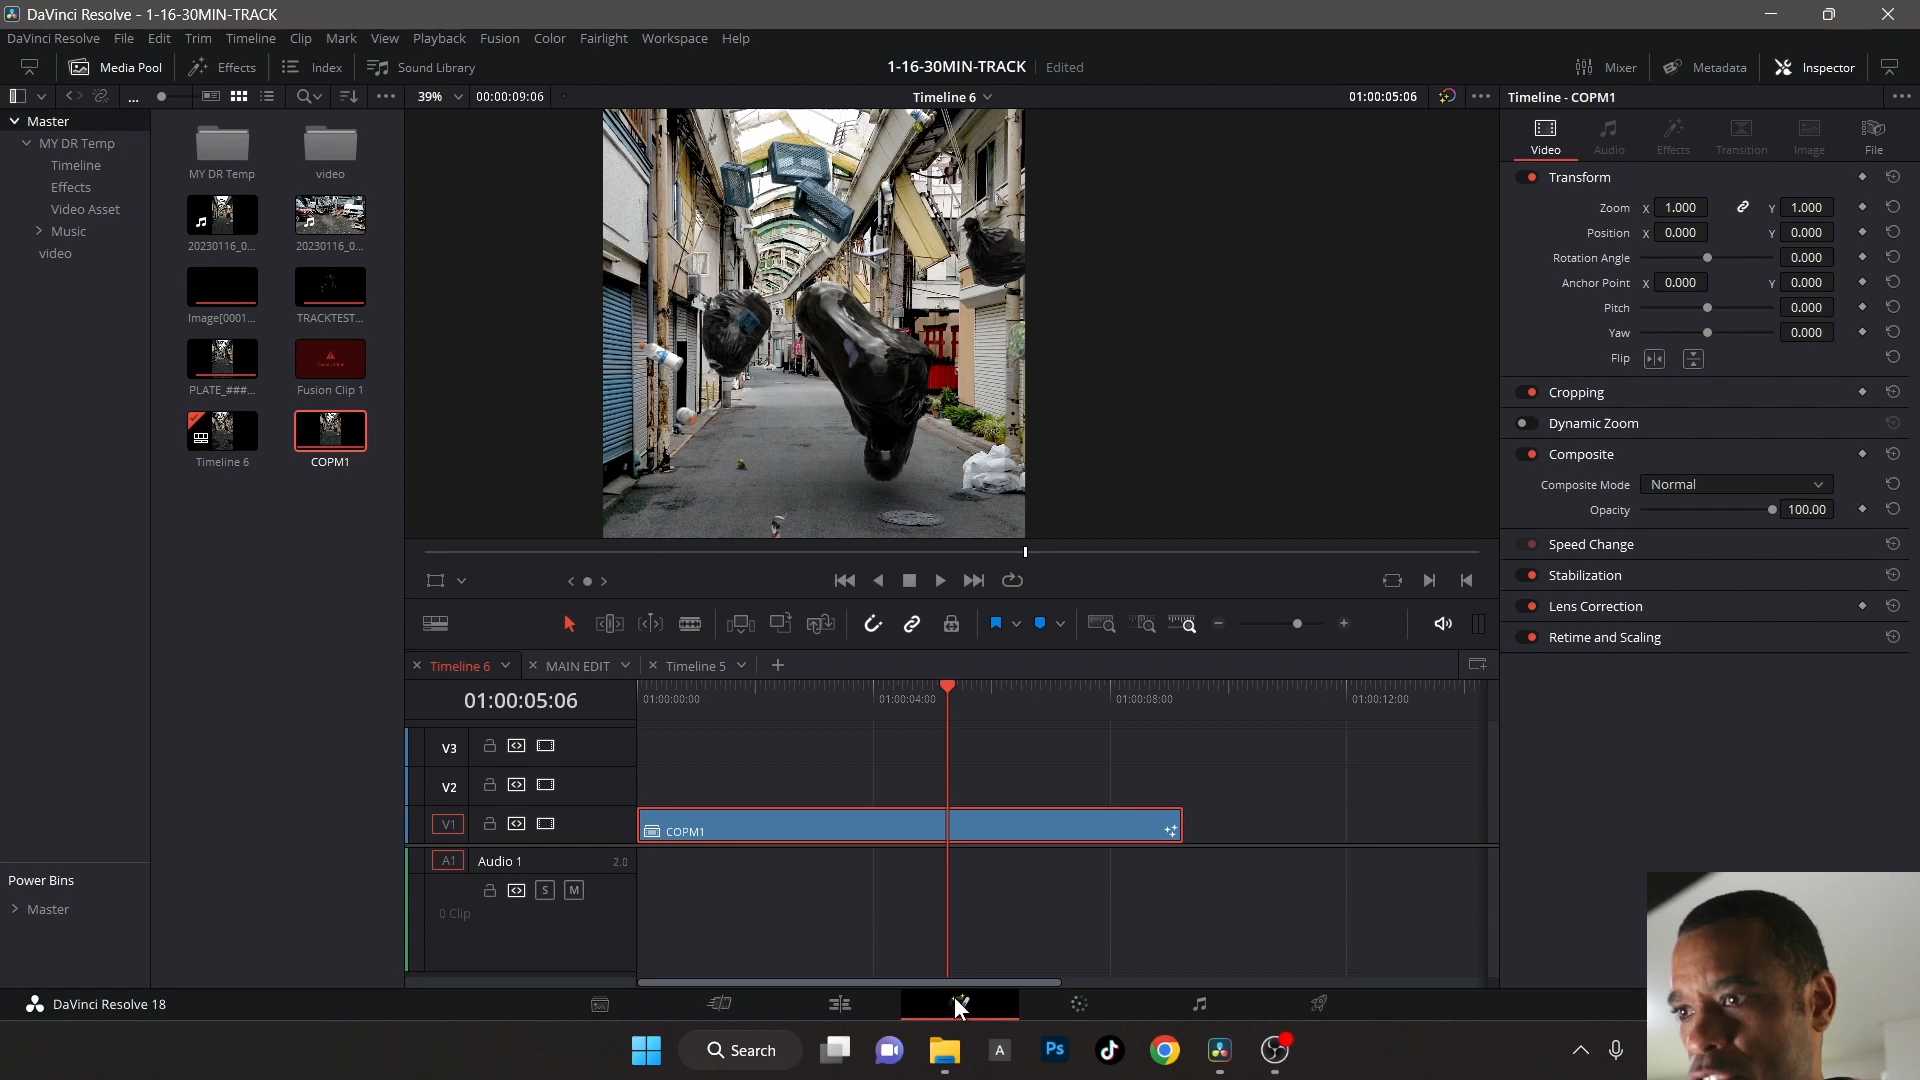 DaVinci Resolve - 1-16-30MIN-TRACK
DaVinci Resolve File Edit Trim Timeline Clip Mark View Playback Fusion Color Fairlight Workspace Help
Media Pool Effects Index Sound Library 1-16-30MIN-TRACK Edited Mixer Metadata Inspector
39% 00:00:09:06 Timeline 6 01:00:05:06 Timeline - COPM1
Master
MY DR Temp
Timeline
Effects
Video Asset
Music
video
MY DR Temp video
20230116_0... 20230116_0...
Image[0001... TRACKTEST...
PLATE_###... Fusion Clip 1
Timeline 6 COPM1
Video Audio Effects Transition Image File
Transform
Zoom X 1.000 Y 1.000
Position X 0.000 Y 0.000
Rotation Angle 0.000
Anchor Point X 0.000 Y 0.000
Pitch 0.000
Yaw 0.000
Flip
Cropping
Dynamic Zoom
Composite
Composite Mode Normal
Opacity 100.00
Speed Change
Stabilization
Lens Correction
Retime and Scaling
Timeline 6 MAIN EDIT Timeline 5
01:00:05:06 01:00:00:00 01:00:04:00 01:00:08:00 01:00:12:00
V3
V2
V1 COPM1
A1 Audio 1 2.0
S M
0 Clip
Power Bins
Master
DaVinci Resolve 18
Search A Ps